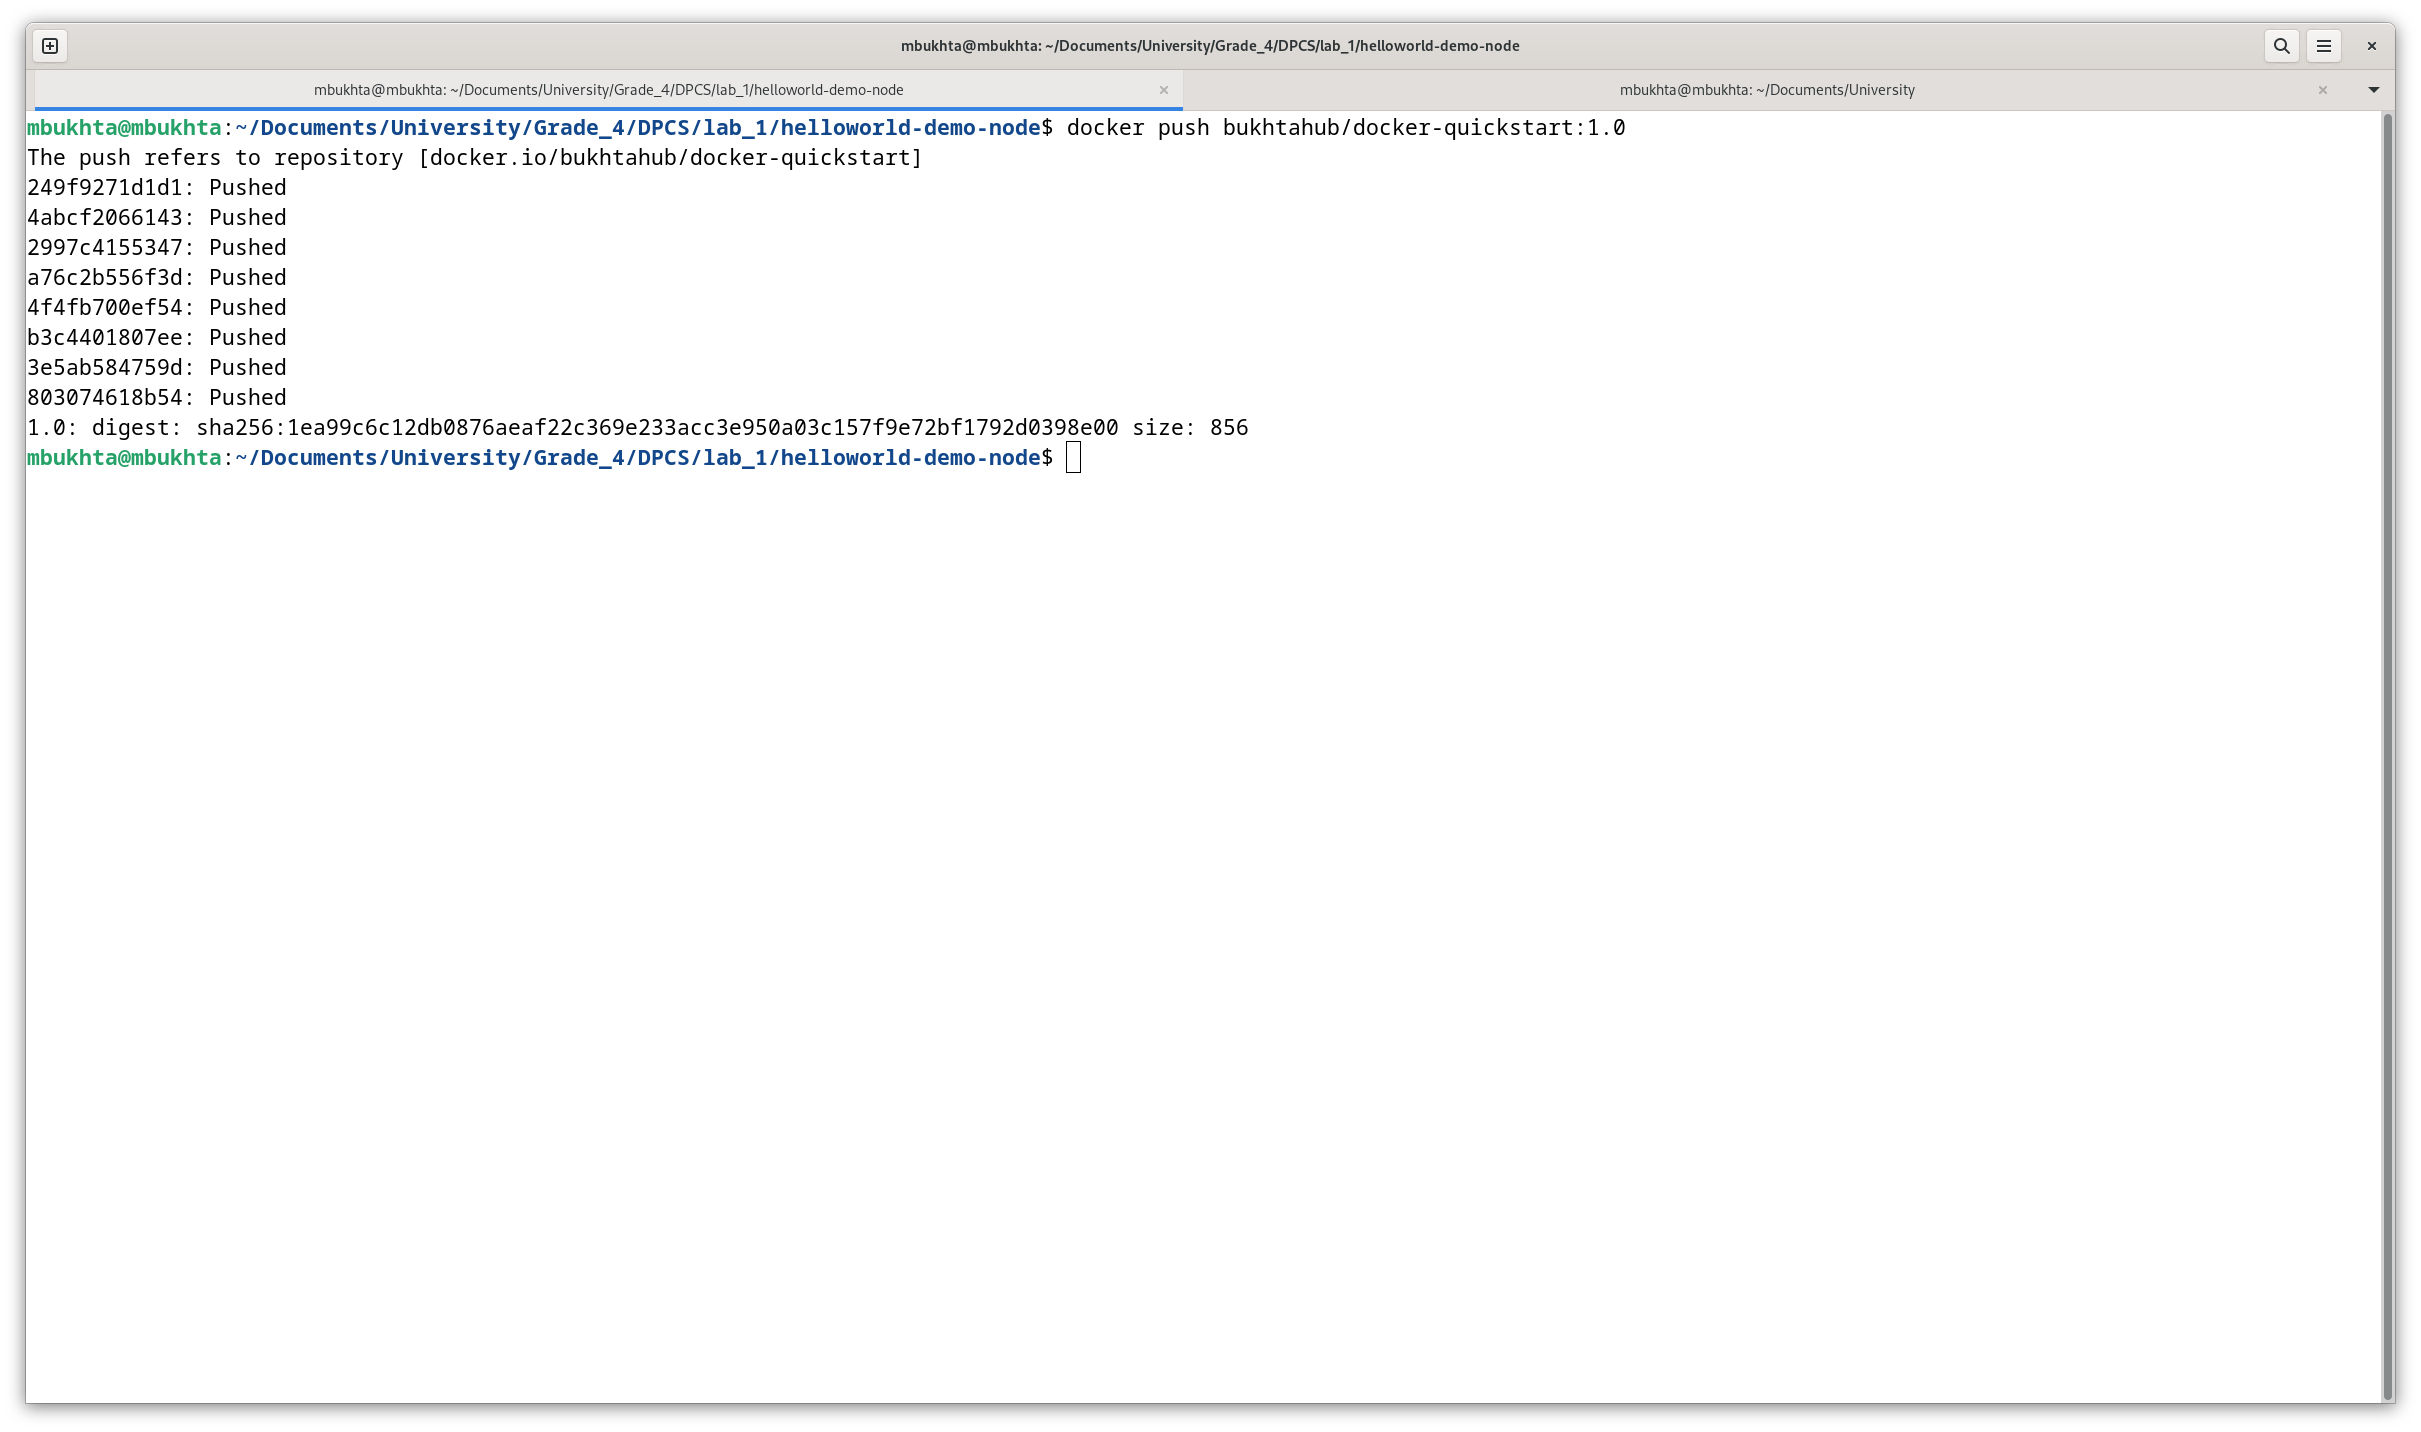 mbukhta@mbukhta: ~/Documents/University/Grade_4/DPCS/lab_1/helloworld-demo-node
mbukhta@mbukhta: ~/Documents/University/Grade_4/DPCS/lab_1/helloworld-demo-node
mbukhta@mbukhta: ~/Documents/University
mbukhta@mbukhta:~/Documents/University/Grade_4/DPCS/lab_1/helloworld-demo-node$ docker push bukhtahub/docker-quickstart:1.0
The push refers to repository [docker.io/bukhtahub/docker-quickstart]
249f9271d1d1: Pushed
4abcf2066143: Pushed
2997c4155347: Pushed
a76c2b556f3d: Pushed
4f4fb700ef54: Pushed
b3c4401807ee: Pushed
3e5ab584759d: Pushed
803074618b54: Pushed
1.0: digest: sha256:1ea99c6c12db0876aeaf22c369e233acc3e950a03c157f9e72bf1792d0398e00 size: 856
mbukhta@mbukhta:~/Documents/University/Grade_4/DPCS/lab_1/helloworld-demo-node$